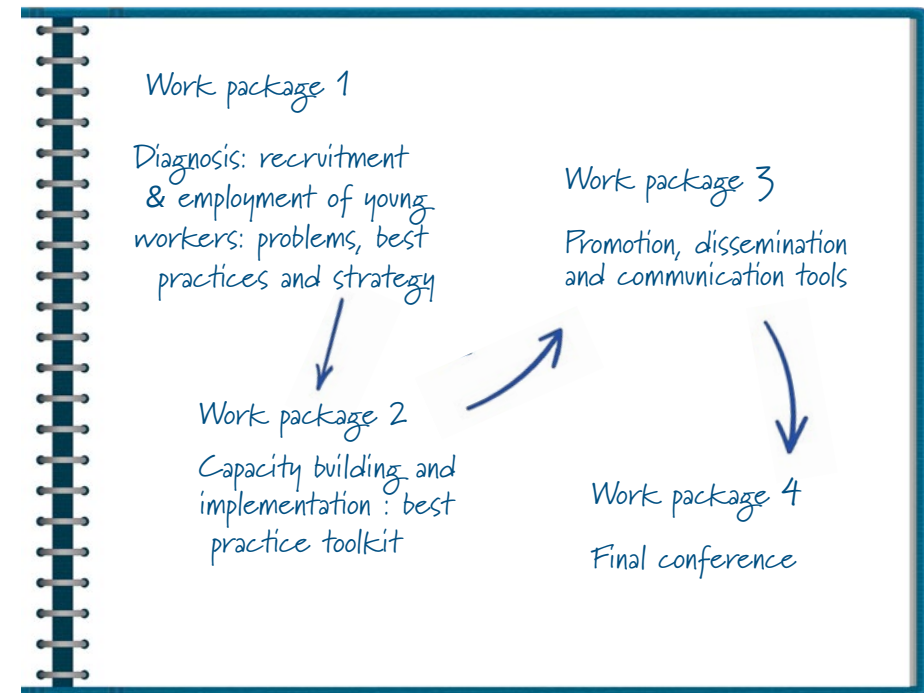 Work package 1
Diagnosis: recruitment
& employment of young
workers: problems, best
practices and strategy
Work package 2
Capacity building and
implementation : best
practice toolkit
Work package 3
Promotion, dissemination
and communication tools
Work package 4
Final conference